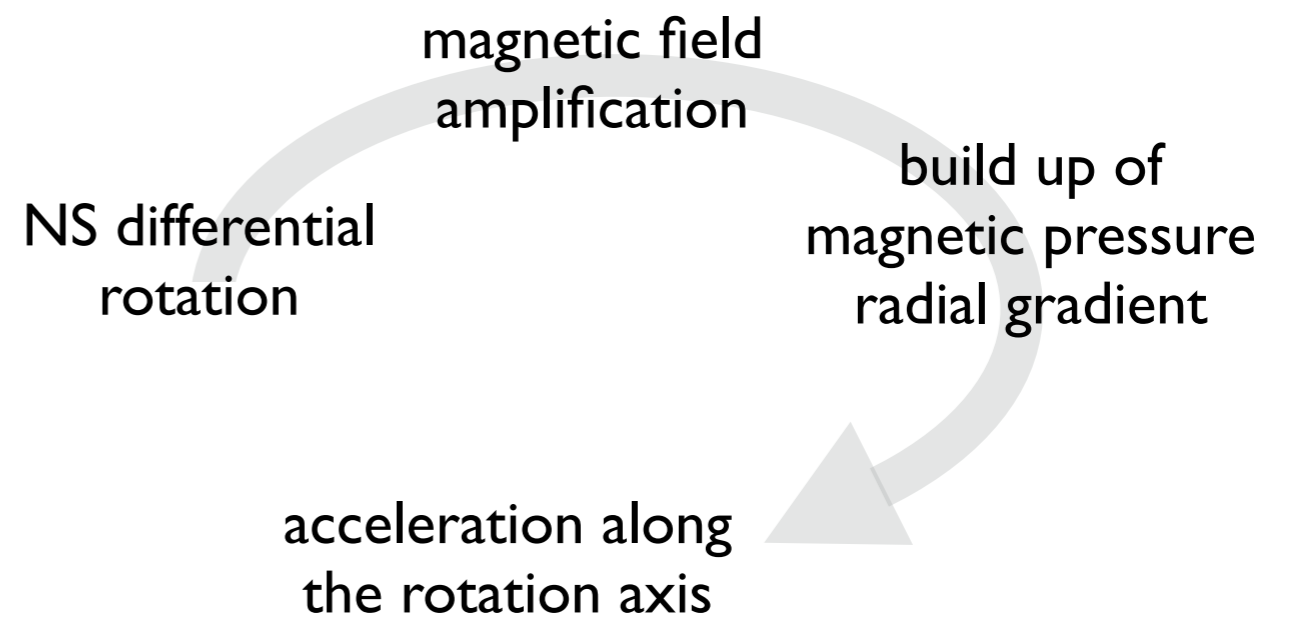 magnetic field
amplification
build up of
magnetic pressure
radial gradient
NS differential
rotation
acceleration along
the rotation axis